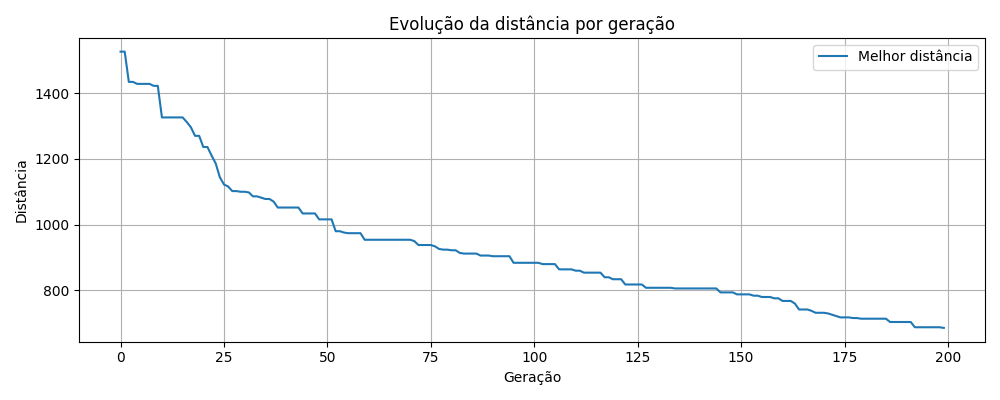 Evolução da distância por geração
Melhor distância
Distância
1400
1200
1000
800
0 25 50 75 100 125 150 175 200
Geração